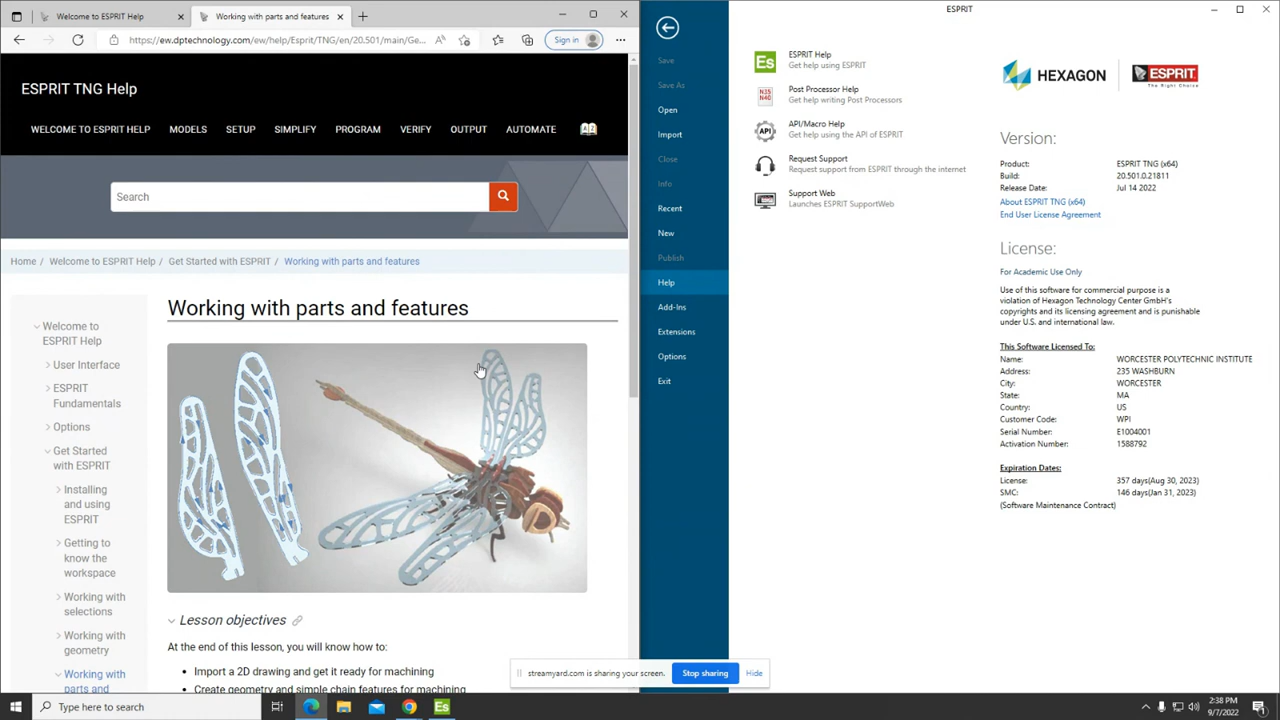 Welcome to ESPRIT Help
Working with parts and features
https://ew.dptechnology.com/ew/help/Esprit/TNG/en/20.501/main/Ge...
Sign in
ESPRIT TNG Help
WELCOME TO ESPRIT HELP
MODELS
SETUP
SIMPLIFY
PROGRAM
VERIFY
OUTPUT
AUTOMATE
Search
Home / Welcome to ESPRIT Help / Get Started with ESPRIT / Working with parts and features
Welcome to
ESPRIT Help
User Interface
ESPRIT
Fundamentals
Options
Get Started
with ESPRIT
Installing
and using
ESPRIT
Getting to
know the
workspace
Working with
selections
Working with
geometry
Working with
parts and
Working with parts and features
Lesson objectives
At the end of this lesson, you will know how to:
• Import a 2D drawing and get it ready for machining
• Create geometry and simple chain features for machining
ESPRIT
Save
Save As
Open
Import
Close
Info
Recent
New
Publish
Help
Add-Ins
Extensions
Options
Exit
Es
ESPRIT Help
Get help using ESPRIT
N35
N40
Post Processor Help
Get help writing Post Processors
API
API/Macro Help
Get help using the API of ESPRIT
Request Support
Request support from ESPRIT through the internet
Support Web
Launches ESPRIT SupportWeb
HEXAGON
ESPRIT
The Right Choice
Version:
Product: ESPRIT TNG (x64)
Build: 20.501.0.21811
Release Date: Jul 14 2022
About ESPRIT TNG (x64)
End User License Agreement
License:
For Academic Use Only
Use of this software for commercial purpose is a
violation of Hexagon Technology Center GmbH's
copyrights and its licensing agreement and is punishable
under U.S. and international law.
This Software Licensed To:
Name: WORCESTER POLYTECHNIC INSTITUTE
Address: 235 WASHBURN
City: WORCESTER
State: MA
Country: US
Customer Code: WPI
Serial Number: E1004001
Activation Number: 1588792
Expiration Dates:
License: 357 days(Aug 30, 2023)
SMC: 146 days(Jan 31, 2023)
(Software Maintenance Contract)
streamyard.com is sharing your screen.
Stop sharing
Hide
Type here to search
Es
2:38 PM
9/7/2022
1